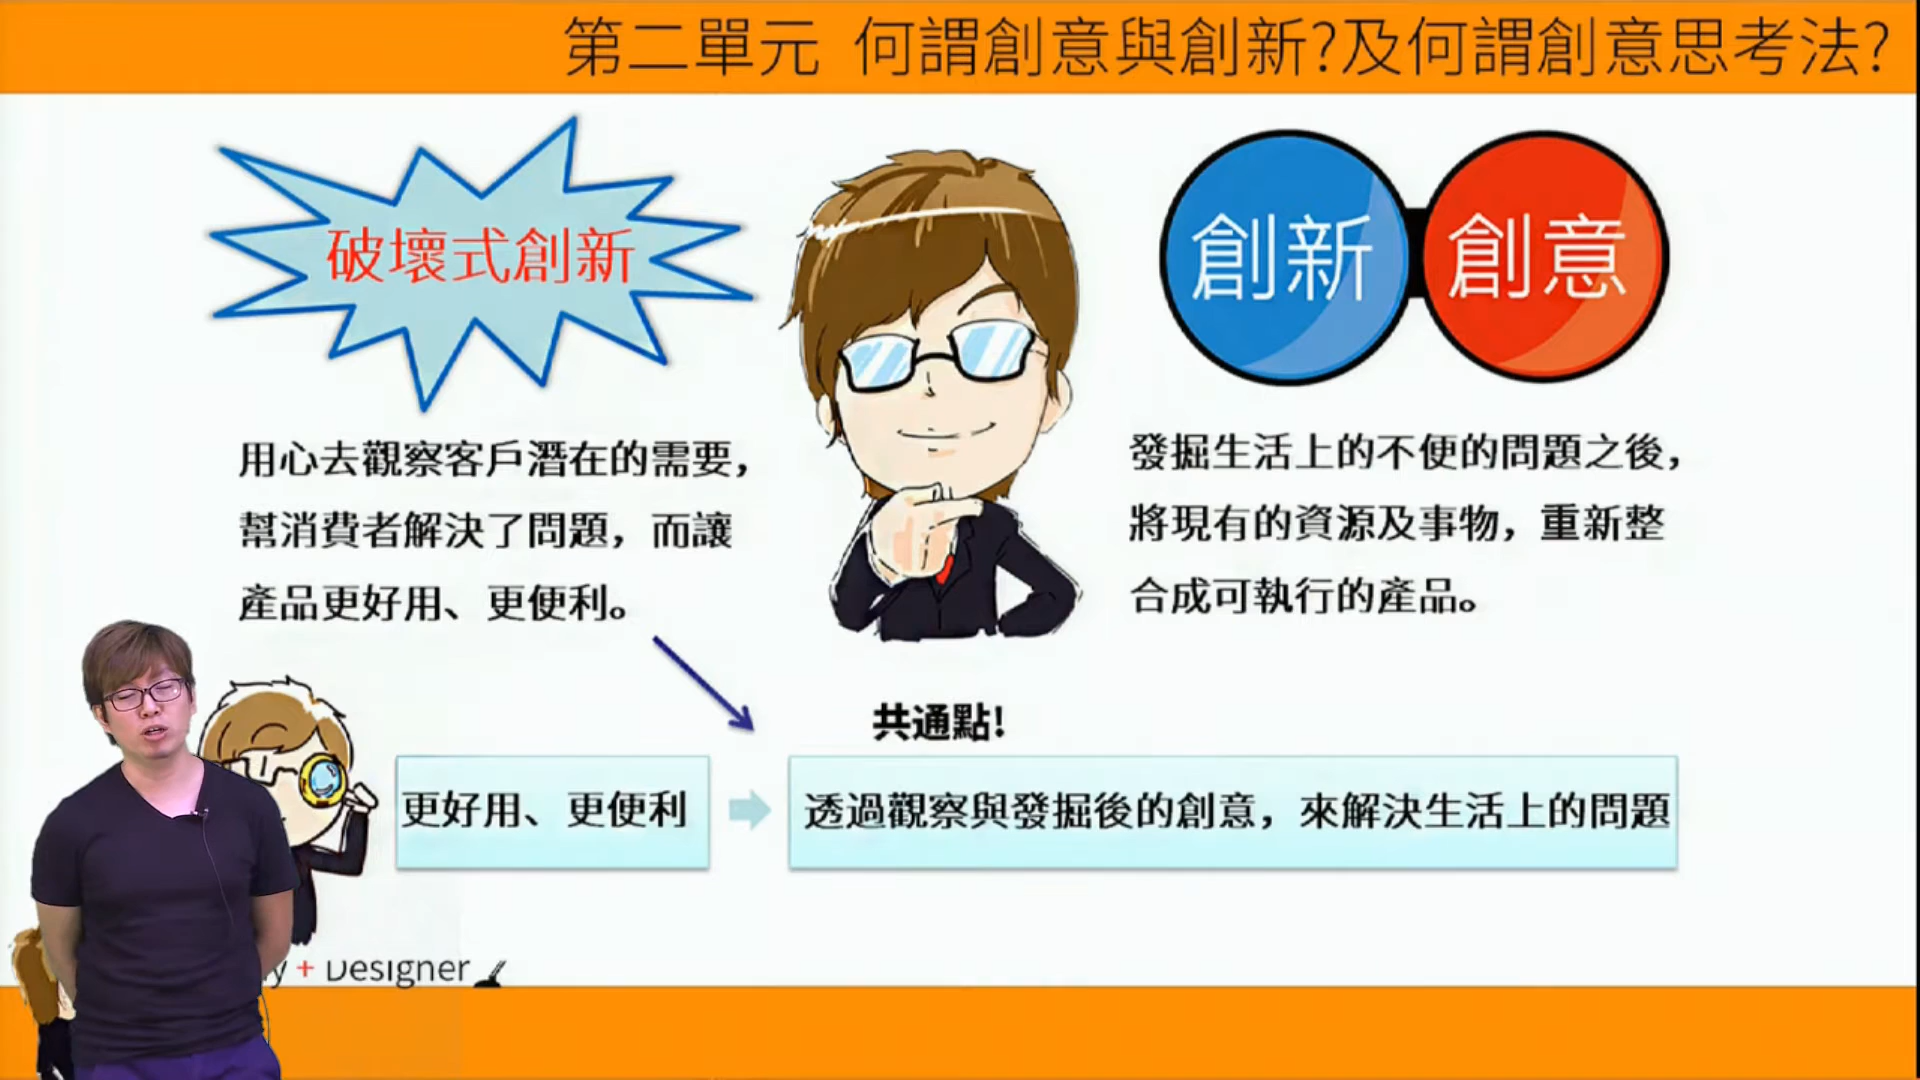 第二單元 何謂創意與創新?及何謂創意思考法?
破壞式創新
創新
創意
用心去觀察客戶潛在的需要，
幫消費者解決了問題，而讓
產品更好用、更便利。
發掘生活上的不便的問題之後，
將現有的資源及事物，重新整
合成可執行的產品。
共通點!
更好用、更便利
透過觀察與發掘後的創意，來解決生活上的問題
+ Designer